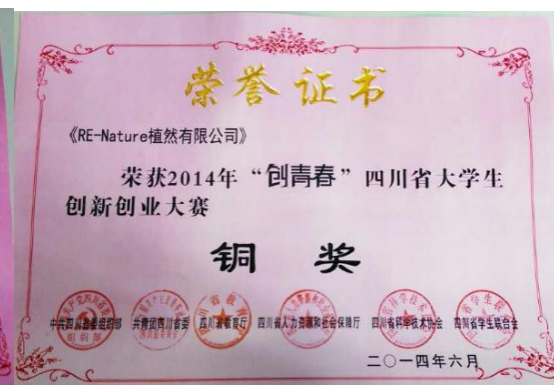 荣誉证书
《RE-Nature植然有限公司》
荣获2014年“创青春”四川省大学生
创新创业大赛
铜 奖
中共四川省委组织部 共青团四川省委 四川省教育厅 四川省人力资源和社会保障厅 四川省科学技术协会 四川省学生联合会
二〇一四年六月